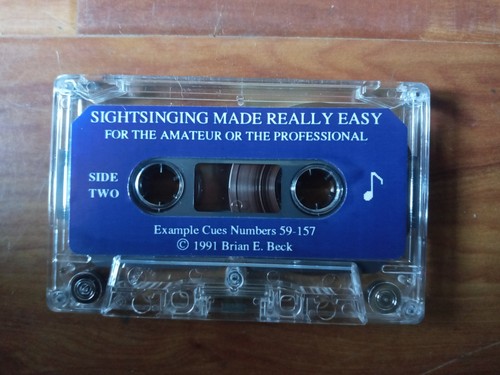 SIGHTSINGING MADE REALLY EASY
FOR THE AMATEUR OR THE PROFESSIONAL
SIDE
TWO
Example Cues Numbers 59-157
© 1991 Brian E. Beck